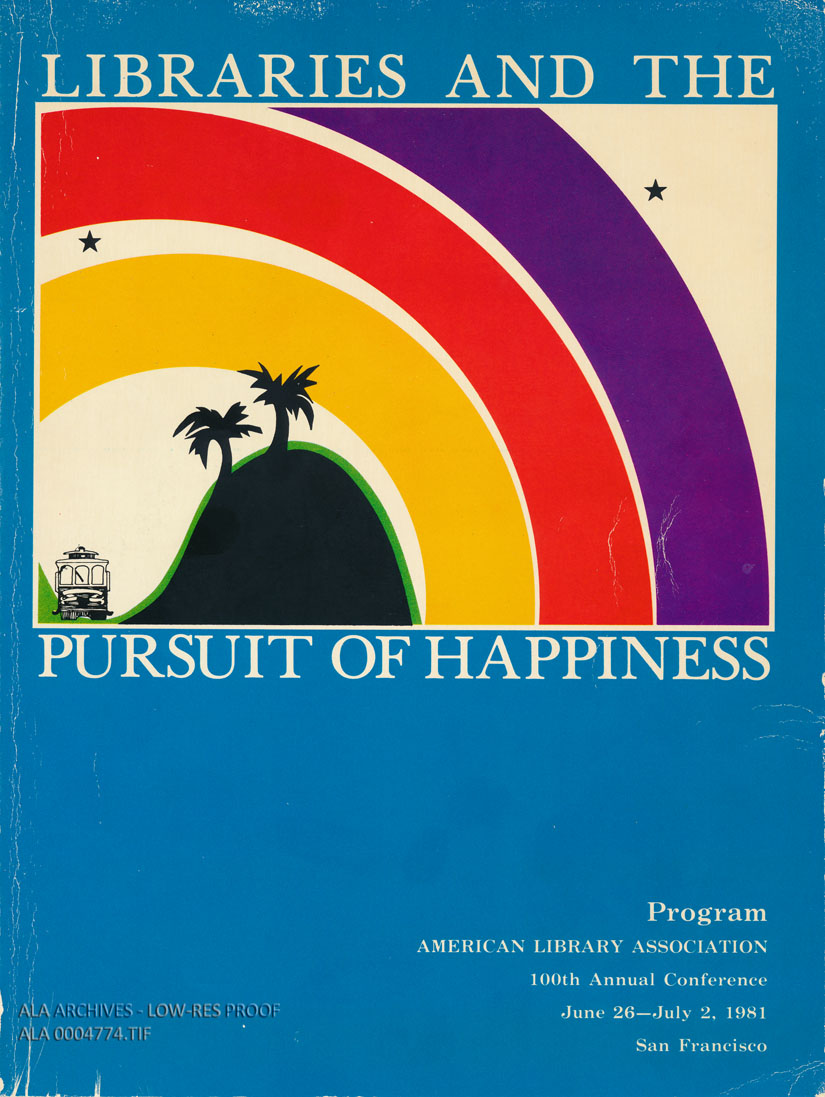 LIBRARIES AND THE
PURSUIT OF HAPPINESS
Program
AMERICAN LIBRARY ASSOCIATION
100th Annual Conference
June 26—July 2, 1981
San Francisco
ALA ARCHIVES - LOW-RES PROOF
ALA 0004774.TIF